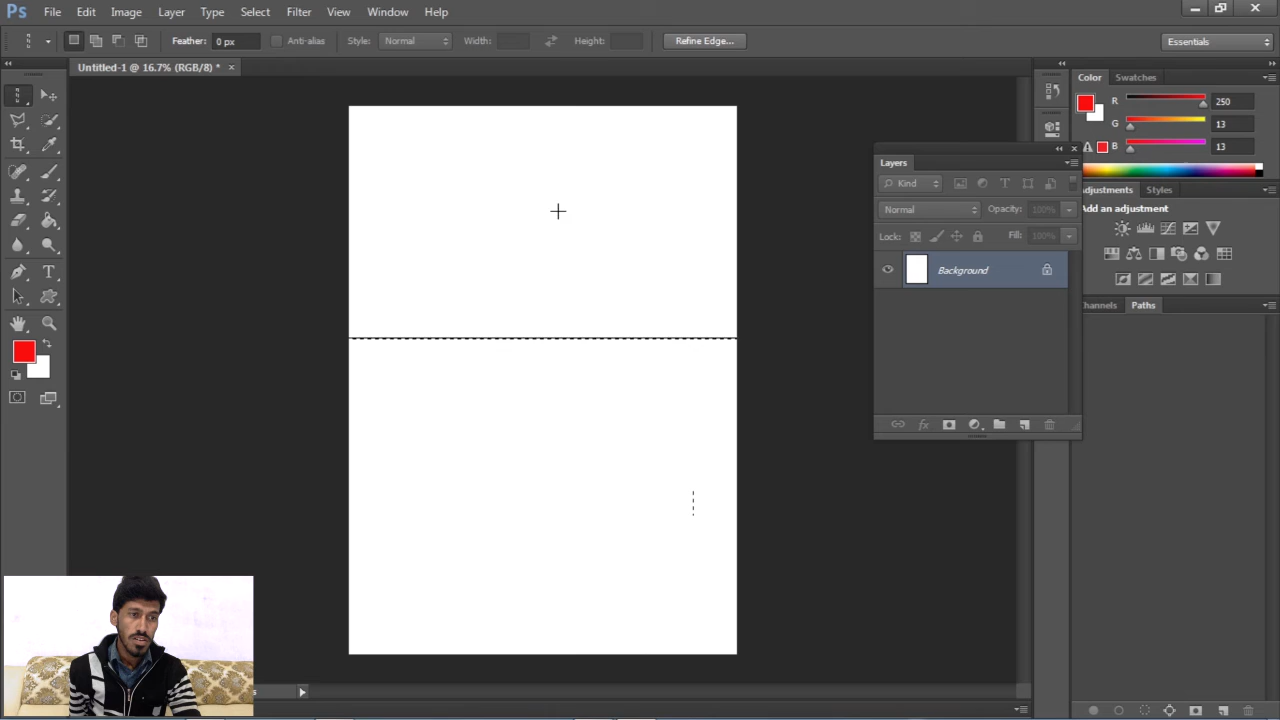 Ps File Edit Image Layer Type Select Filter View Window Help
Feather: 0 px Anti-alias Style: Normal Width: Height: Refine Edge... Essentials
Untitled-1 @ 16.7% (RGB/8) * ×
Color Swatches
R 250
G 13
B 13
Layers
Kind T
Normal Opacity: 100%
Lock: Fill: 100%
Background
fx
Adjustments Styles
Add an adjustment
Channels Paths
T